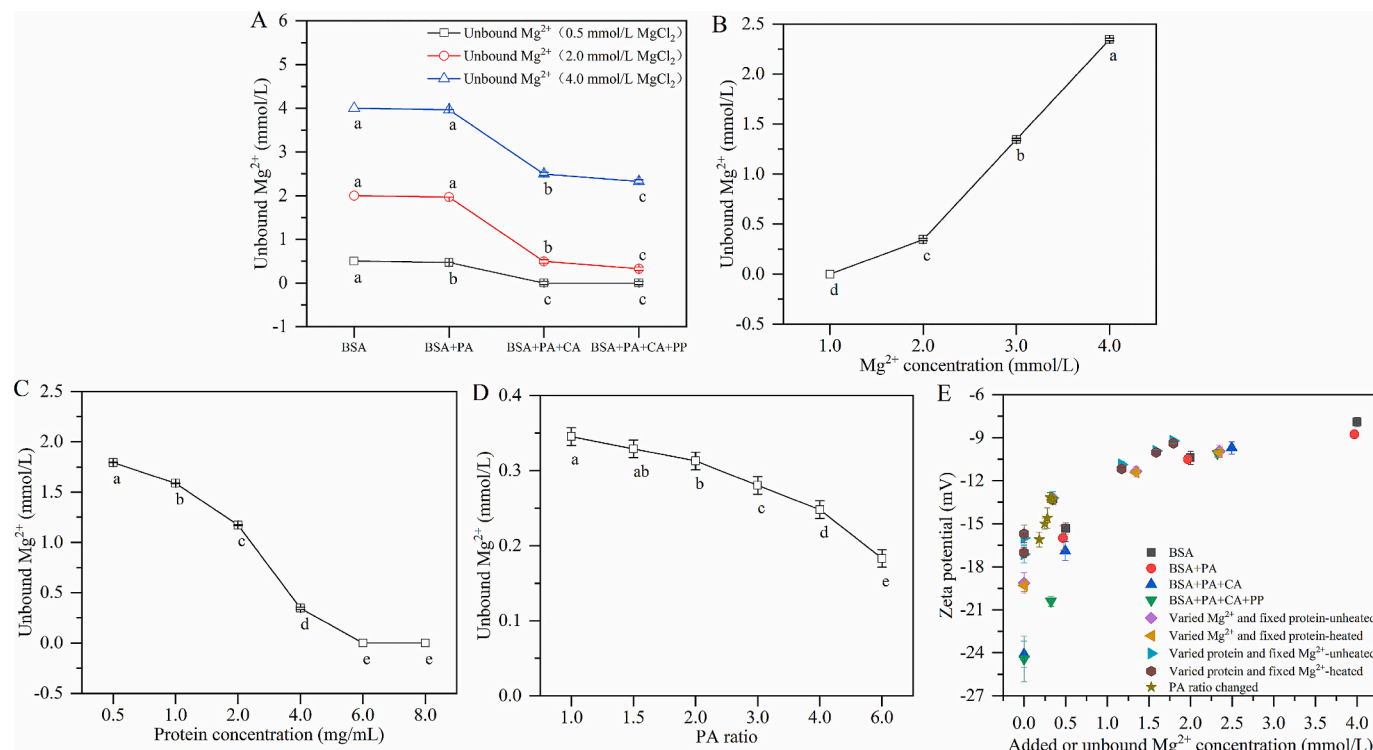 A
Unbound Mg²⁺ (mmol/L)
6
5
4
3
2
1
0
-1
Unbound Mg²⁺（0.5 mmol/L MgCl₂）
Unbound Mg²⁺（2.0 mmol/L MgCl₂）
Unbound Mg²⁺（4.0 mmol/L MgCl₂）
a a b c
a a b c
a b c c
BSA BSA+PA BSA+PA+CA BSA+PA+CA+PP
B
Unbound Mg²⁺ (mmol/L)
2.5
2.0
1.5
1.0
0.5
0.0
-0.5
d c b a
1.0 2.0 3.0 4.0
Mg²⁺ concentration (mmol/L)
C
Unbound Mg²⁺ (mmol/L)
2.5
2.0
1.5
1.0
0.5
0.0
-0.5
a b c d e e
0.5 1.0 2.0 4.0 6.0 8.0
Protein concentration (mg/mL)
D
Unbound Mg²⁺ (mmol/L)
0.4
0.3
0.2
0.1
0.0
a ab b c d e
1.0 1.5 2.0 3.0 4.0 6.0
PA ratio
E
Zeta potential (mV)
-6
-9
-12
-15
-18
-21
-24
-27
BSA
BSA+PA
BSA+PA+CA
BSA+PA+CA+PP
Varied Mg²⁺ and fixed protein-unheated
Varied Mg²⁺ and fixed protein-heated
Varied protein and fixed Mg²⁺-unheated
Varied protein and fixed Mg²⁺-heated
PA ratio changed
0.0 0.5 1.0 1.5 2.0 2.5 3.0 3.5 4.0
Added or unbound Mg²⁺ concentration (mmol/L)